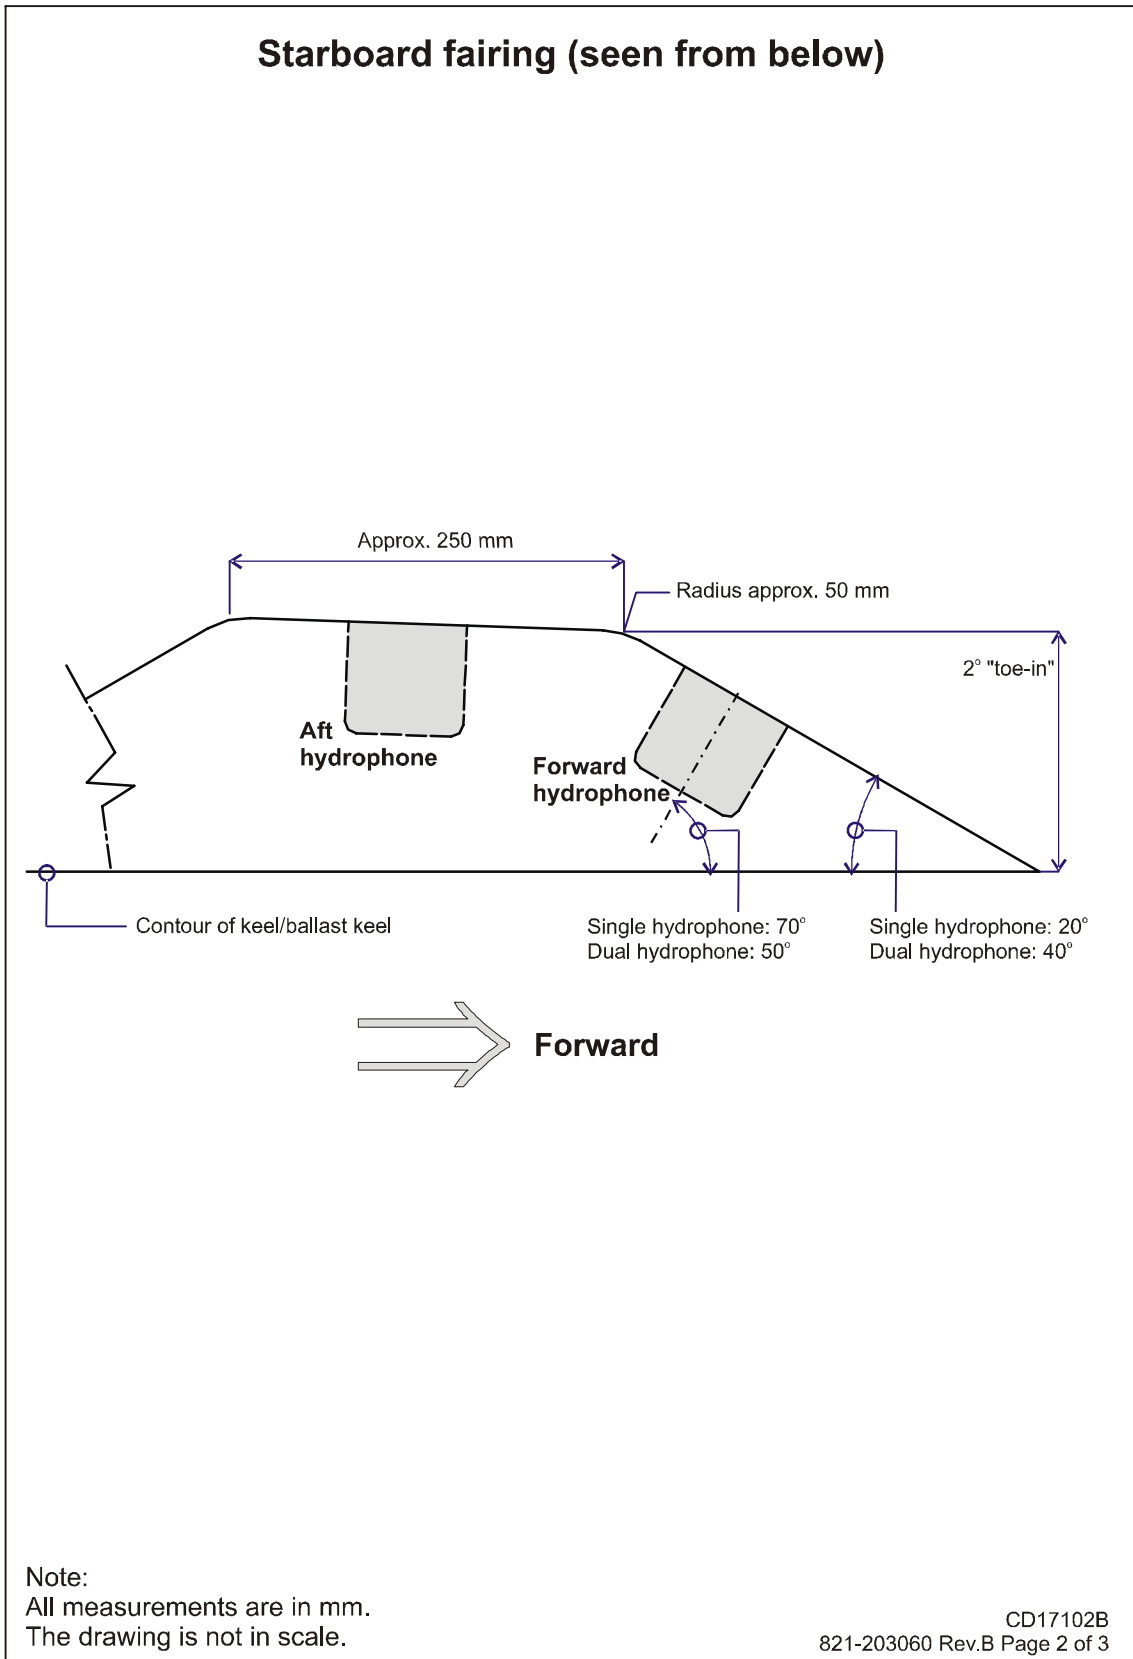 Starboard fairing (seen from below)
Approx. 250 mm
Radius approx. 50 mm
2° "toe-in"
Aft
hydrophone
Forward
hydrophone
Contour of keel/ballast keel
Single hydrophone: 70°
Dual hydrophone: 50°
Single hydrophone: 20°
Dual hydrophone: 40°
Forward
Note:
All measurements are in mm.
The drawing is not in scale.
CD17102B
821-203060 Rev.B Page 2 of 3